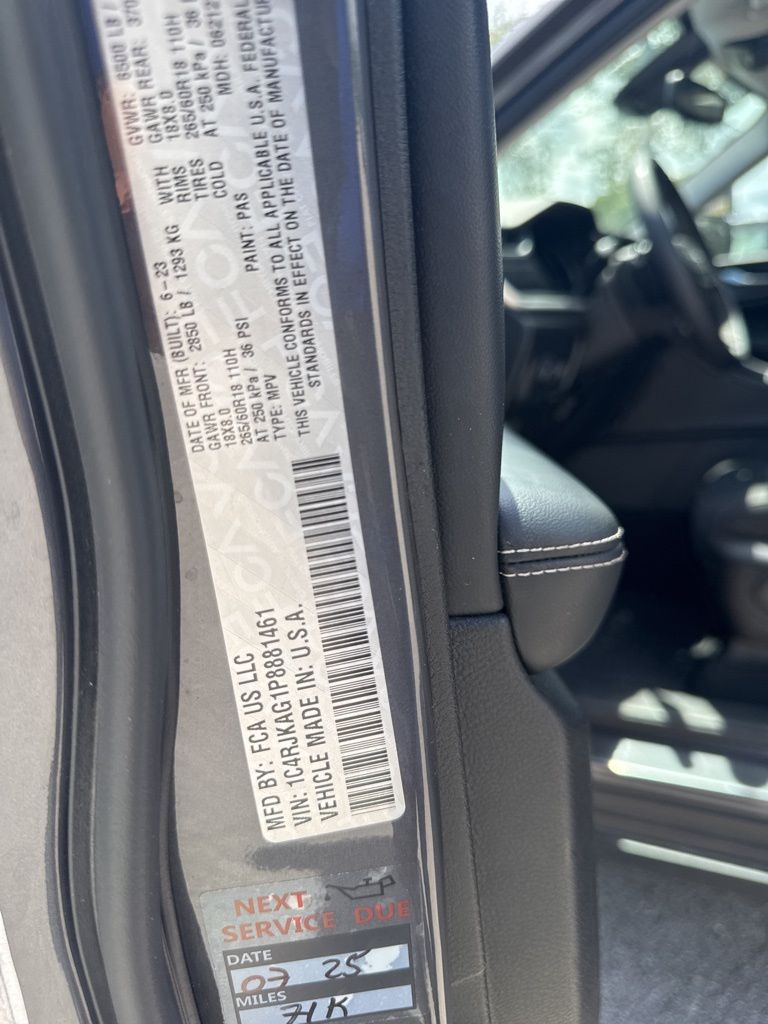 MFD BY: FCA US LLC
VIN: 1C4RJKAG1P8881461
VEHICLE MADE IN: U.S.A.
DATE OF MFR (BUILT): 6-23
GAWR FRONT: 2850 LB / 1293 KG WITH
18X8.0 RIMS
265/60R18 110H TIRES
AT 250 kPa / 36 PSI COLD
TYPE: MPV PAINT: PAS
GVWR: 6500 LB /
GAWR REAR:
18X8.0
265/60R18 110H
AT 250 kPa / 36
MDH:
THIS VEHICLE CONFORMS TO ALL APPLICABLE U.S.A. FEDERAL
STANDARDS IN EFFECT ON THE DATE OF
NEXT
SERVICE DUE
DATE
03 25
MILES
71K